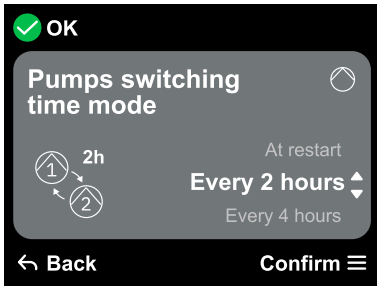 OK
Pumps switching
time mode
At restart
2h
1
Every 2 hours
2
Every 4 hours
Back
Confirm